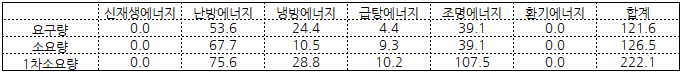 신재생에너지 난방에너지 냉방에너지 급탕에너지 조명에너지 환기에너지 합계
요구량 0.0 53.6 24.4 4.4 39.1 0.0 121.6
소요량 0.0 67.7 10.5 9.3 39.1 0.0 126.5
1차소요량 0.0 75.6 28.8 10.2 107.5 0.0 222.1